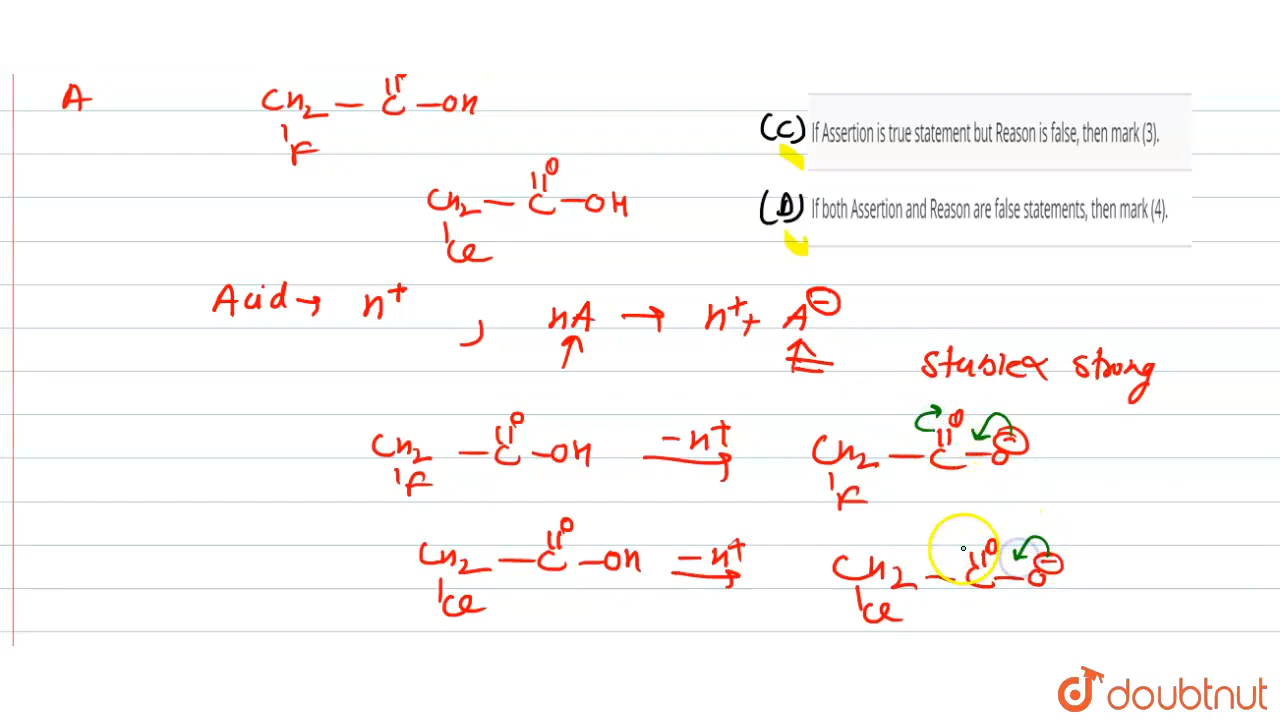 A CH2 - C - OH
F
(C) If Assertion is true statement but Reason is false, then mark (3).
O
CH2 - C - OH
Cl
(D) If both Assertion and Reason are false statements, then mark (4).
Acid → H+ , HA → H+ + A⊖
Stable ∝ strong
O
CH2 - C - OH -H+ CH2 - C - O⊖
F F
O
CH2 - C - OH -H+ CH2 - C - O⊖
Cl Cl
doubtnut